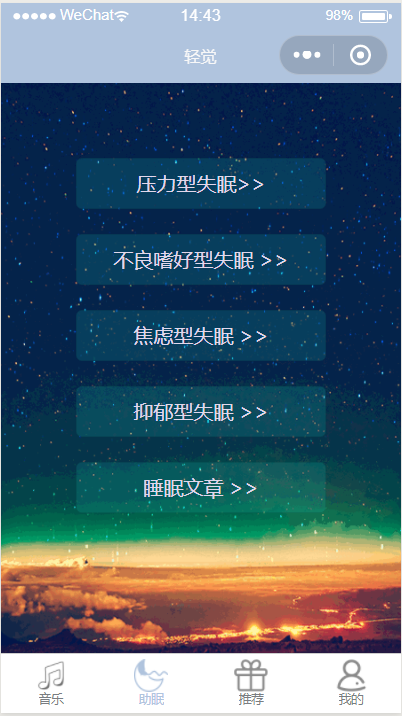 WeChat 14:43 98%
轻觉
压力型失眠>>
不良嗜好型失眠 >>
焦虑型失眠 >>
抑郁型失眠 >>
睡眠文章 >>
音乐 助眠 推荐 我的